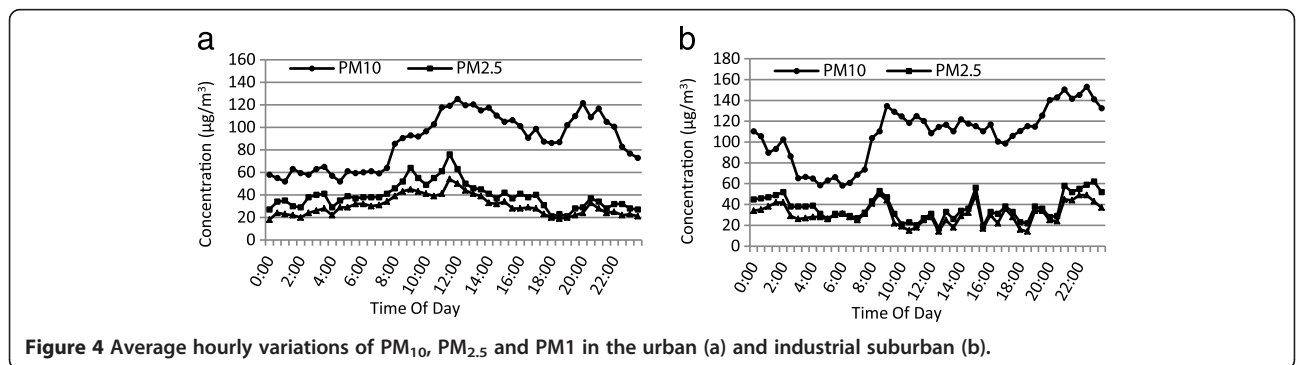 a
160
140
120
100
80
60
40
20
0
Concentration (µg/m³)
PM10 PM2.5
0:00 2:00 4:00 6:00 8:00 10:00 12:00 14:00 16:00 18:00 20:00 22:00
Time Of Day
b
180
160
140
120
100
80
60
40
20
0
Concentration (µg/m³)
PM10 PM2.5
0:00 2:00 4:00 6:00 8:00 10:00 12:00 14:00 16:00 18:00 20:00 22:00
Time Of Day
Figure 4 Average hourly variations of PM₁₀, PM₂.₅ and PM1 in the urban (a) and industrial suburban (b).